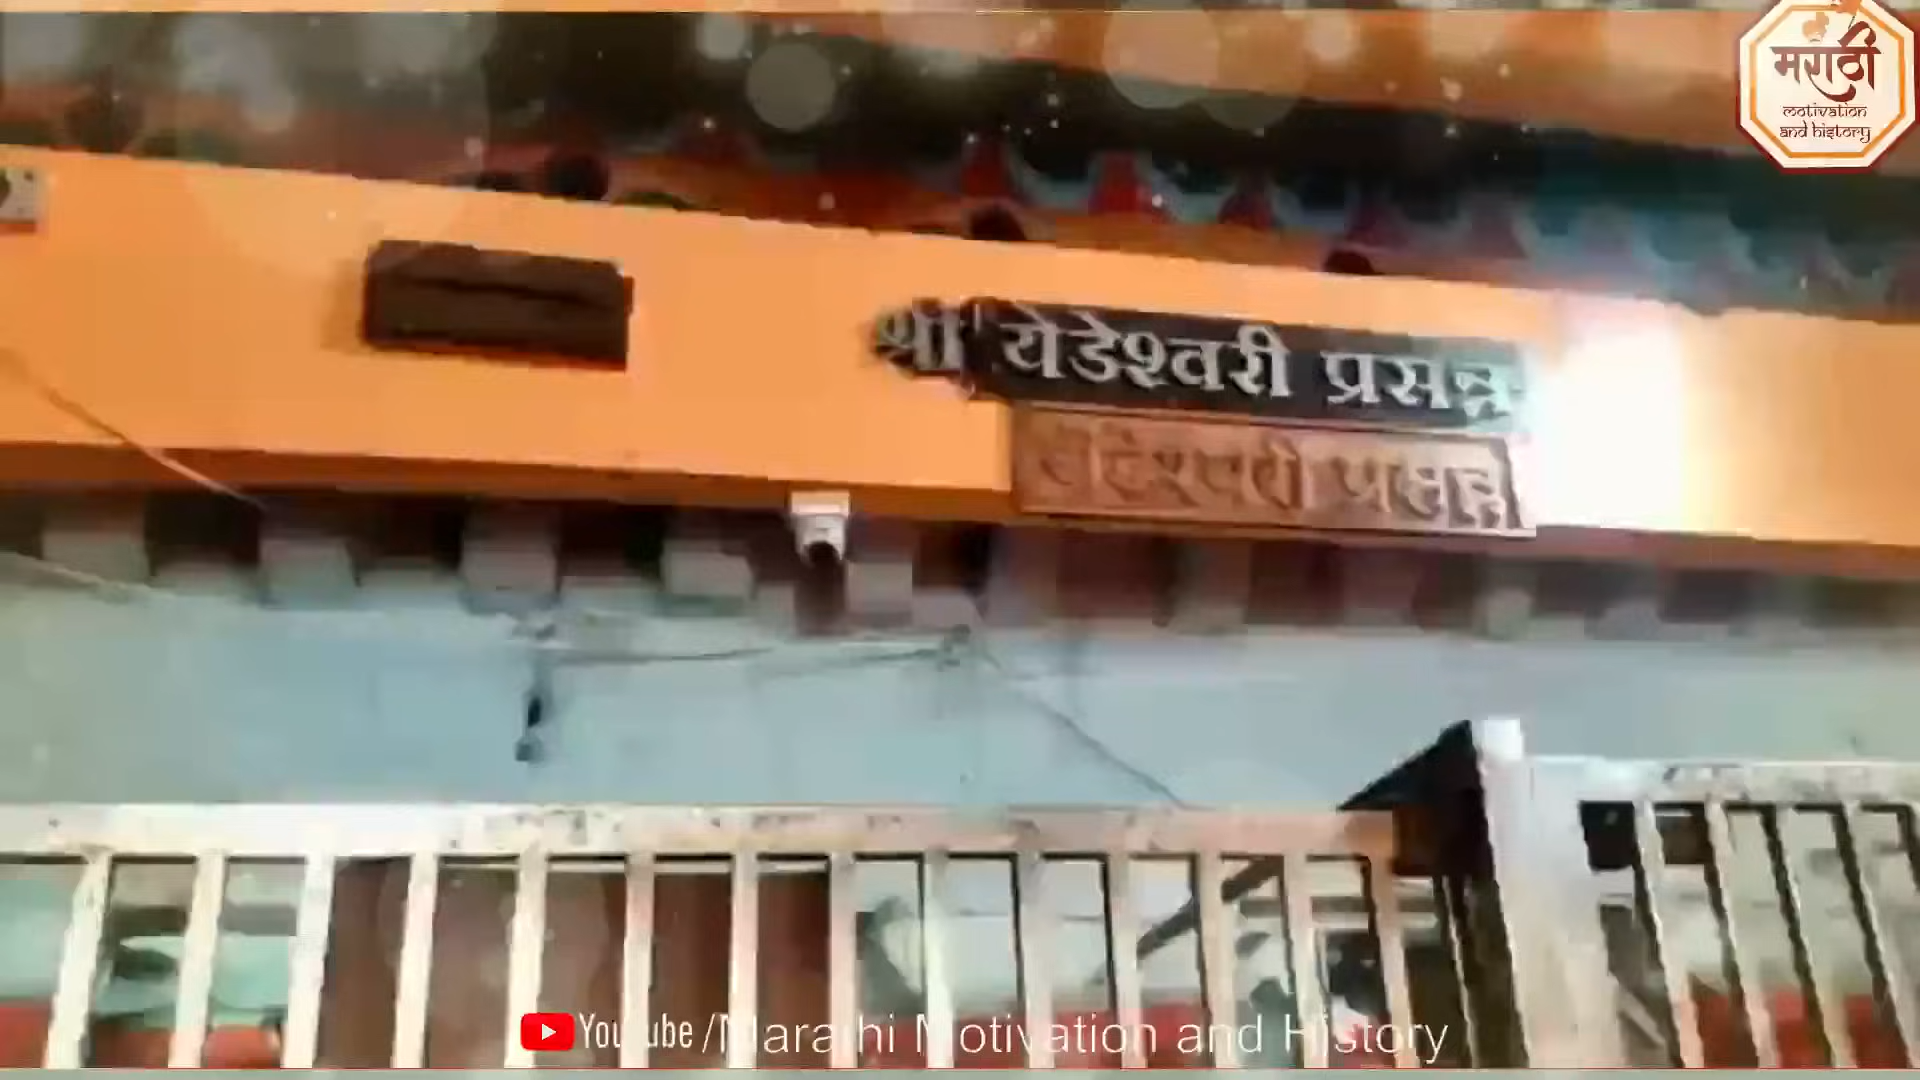 मराठी
motivation
and history
श्री येडेश्वरी प्रसन्न
YouTube /Marathi Motivation and History